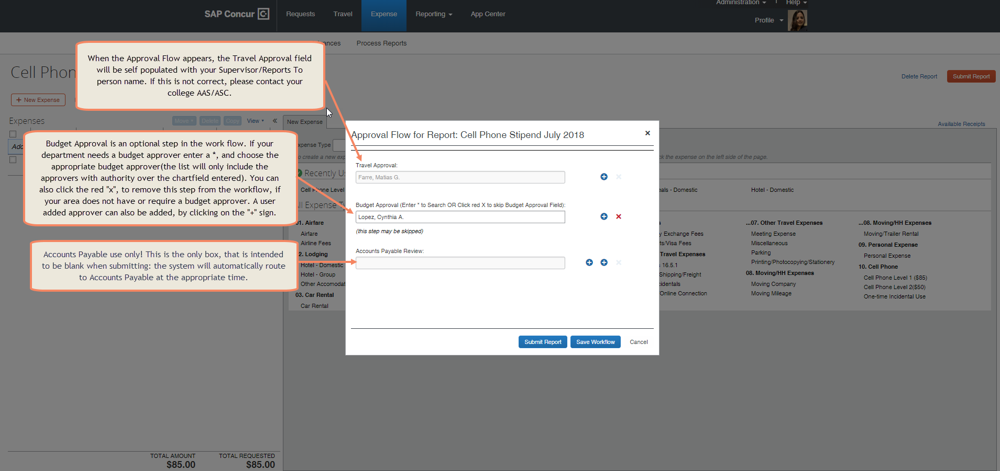 Administration
Help
SAP Concur
Requests
Travel
Expense
Reporting
App Center
Profile
Process Reports
When the Approval Flow appears, the Travel Approval field
will be self populated with your Supervisor/Reports To
person name. If this is not correct, please contact your
college AAS/ASC.
Cell Phon
Delete Report
Submit Report
+ New Expense
Expenses
Move
Delete
Copy
View
«
New Expense
Available Receipts
Budget Approval is an optional step in the work flow. If your
department needs a budget approver enter a *, and choose the
appropriate budget approver(the list will only include the
approvers with authority over the chartfield entered). You can
also click the red "x", to remove this step from the workflow, if
your area does not have or require a budget approver. A user
added approver can also be added, by clicking on the "+" sign.
Accounts Payable use only! This is the only box, that is intended
to be blank when submitting: the system will automatically route
to Accounts Payable at the appropriate time.
Approval Flow for Report: Cell Phone Stipend July 2018
Travel Approval:
Farre, Matias G.
Budget Approval (Enter * to Search OR Click red X to skip Budget Approval Field):
Lopez, Cynthia A.
(this step may be skipped)
Accounts Payable Review:
Submit Report
Save Workflow
Cancel
xpense Type
create a new exp
ck the expense on the left side of the page.
Recently Us
Cell Phone Level
eals - Domestic
Hotel - Domestic
All Expense Ty
01. Airfare
Airfare
Airline Fees
2. Lodging
Hotel - Domestic
Hotel - Group
Other Accomodat
03. Car Rental
Car Rental
y Exchange Fees
ts/Visa Fees
Travel Expenses
16.5.1
Shipping/Freight
cidentals
/Online Connection
...07. Other Travel Expenses
Meeting Expense
Miscellaneous
Parking
Printing/Photocopying/Stationery
08. Moving/HH Expenses
Moving Company
Moving Mileage
...08. Moving/HH Expenses
Moving/Trailer Rental
09. Personal Expense
Personal Expense
10. Cell Phone
Cell Phone Level 1 ($85)
Cell Phone Level 2($50)
One-time Incidental Use
TOTAL AMOUNT
$85.00
TOTAL REQUESTED
$85.00